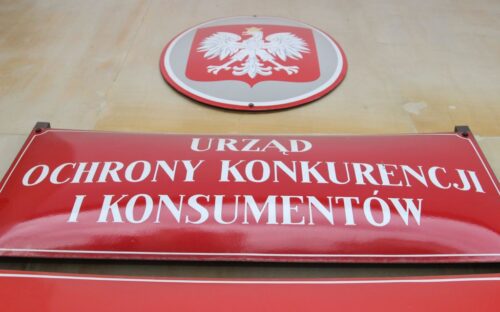 URZĄD
OCHRONY KONKURENCJI
I KONSUMENTÓW